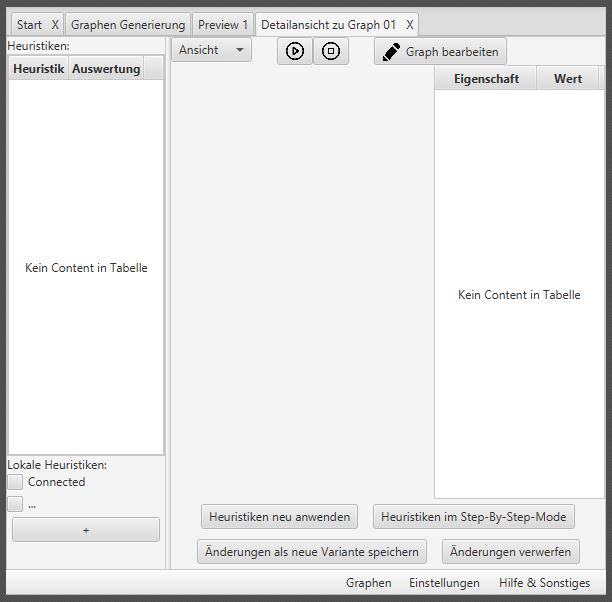 Start X Graphen Generierung Preview 1 Detailansicht zu Graph 01 X
Heuristiken:
Ansicht
Graph bearbeiten
Heuristik Auswertung
Eigenschaft Wert
Kein Content in Tabelle
Kein Content in Tabelle
Lokale Heuristiken:
Connected
...
+
Heuristiken neu anwenden Heuristiken im Step-By-Step-Mode
Änderungen als neue Variante speichern Änderungen verwerfen
Graphen Einstellungen Hilfe & Sonstiges